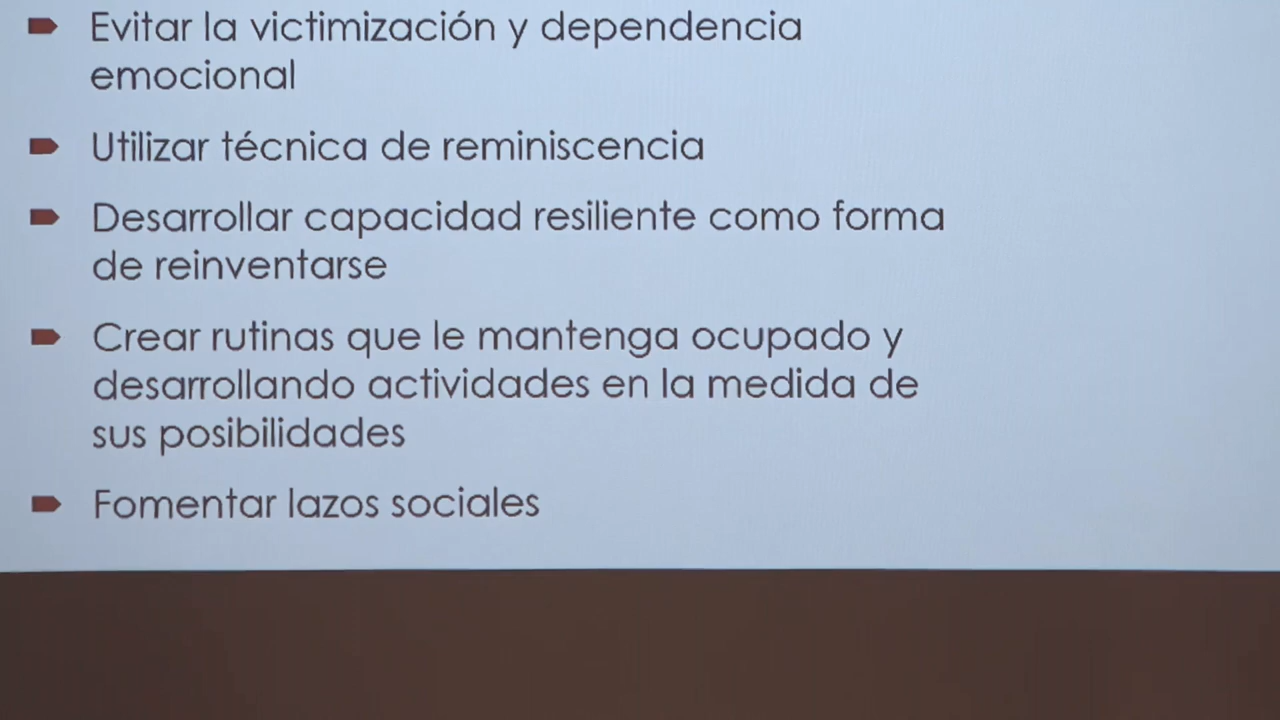 Evitar la victimización y dependencia
emocional
Utilizar técnica de reminiscencia
Desarrollar capacidad resiliente como forma
de reinventarse
Crear rutinas que le mantenga ocupado y
desarrollando actividades en la medida de
sus posibilidades
Fomentar lazos sociales